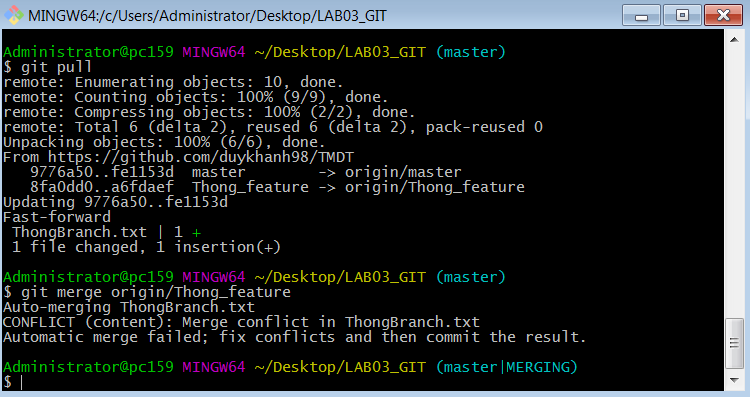 MINGW64:/c/Users/Administrator/Desktop/LAB03_GIT
Administrator@pc159 MINGW64 ~/Desktop/LAB03_GIT (master)
$ git pull
remote: Enumerating objects: 10, done.
remote: Counting objects: 100% (9/9), done.
remote: Compressing objects: 100% (2/2), done.
remote: Total 6 (delta 2), reused 6 (delta 2), pack-reused 0
Unpacking objects: 100% (6/6), done.
From https://github.com/duykhanh98/TMDT
   9776a50..fe1153d  master        -> origin/master
   8fa0dd0..a6fdaef  Thong_feature -> origin/Thong_feature
Updating 9776a50..fe1153d
Fast-forward
 ThongBranch.txt | 1 +
 1 file changed, 1 insertion(+)
Administrator@pc159 MINGW64 ~/Desktop/LAB03_GIT (master)
$ git merge origin/Thong_feature
Auto-merging ThongBranch.txt
CONFLICT (content): Merge conflict in ThongBranch.txt
Automatic merge failed; fix conflicts and then commit the result.
Administrator@pc159 MINGW64 ~/Desktop/LAB03_GIT (master|MERGING)
$